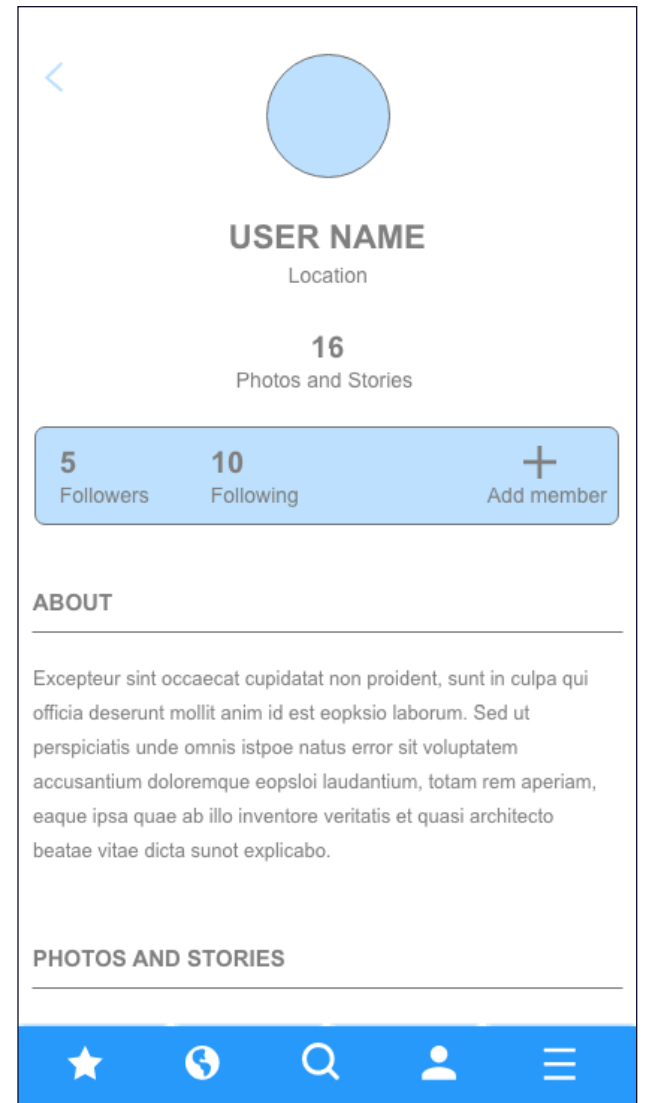 USER NAME
Location
16
Photos and Stories
5
Followers
10
Following
Add member
ABOUT
Excepteur sint occaecat cupidatat non proident, sunt in culpa qui
officia deserunt mollit anim id est eopksio laborum. Sed ut
perspiciatis unde omnis istpoe natus error sit voluptatem
accusantium doloremque eopsloi laudantium, totam rem aperiam,
eaque ipsa quae ab illo inventore veritatis et quasi architecto
beatae vitae dicta sunot explicabo.
PHOTOS AND STORIES